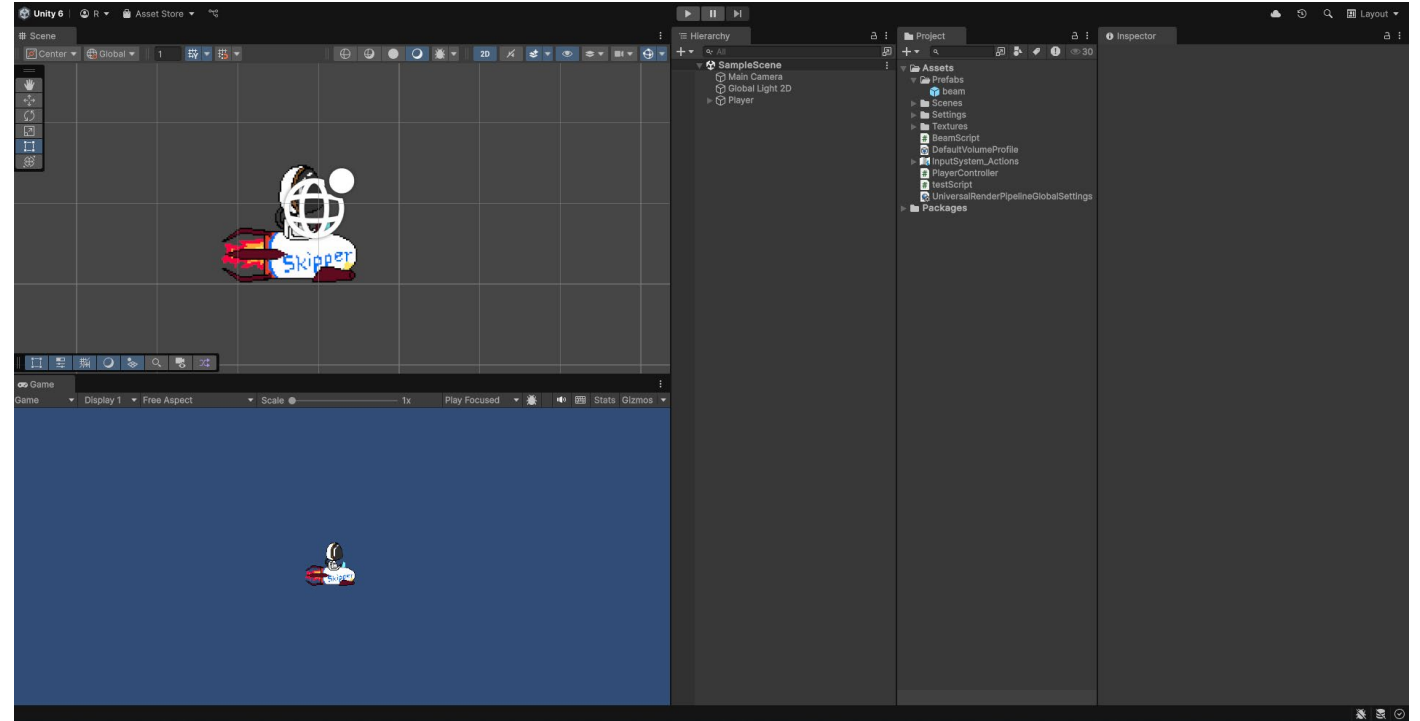 Unity 6 R Asset Store Layout
Scene
Center Global 1 2D
Skipper
Game
Game Display 1 Free Aspect Scale 1x Play Focused Stats Gizmos
Skipper
Hierarchy
All
SampleScene
Main Camera
Global Light 2D
Player
Project
30
Assets
Prefabs
beam
Scenes
Settings
Textures
BeamScript
DefaultVolumeProfile
InputSystem_Actions
PlayerController
testScript
UniversalRenderPipelineGlobalSettings
Packages
Inspector